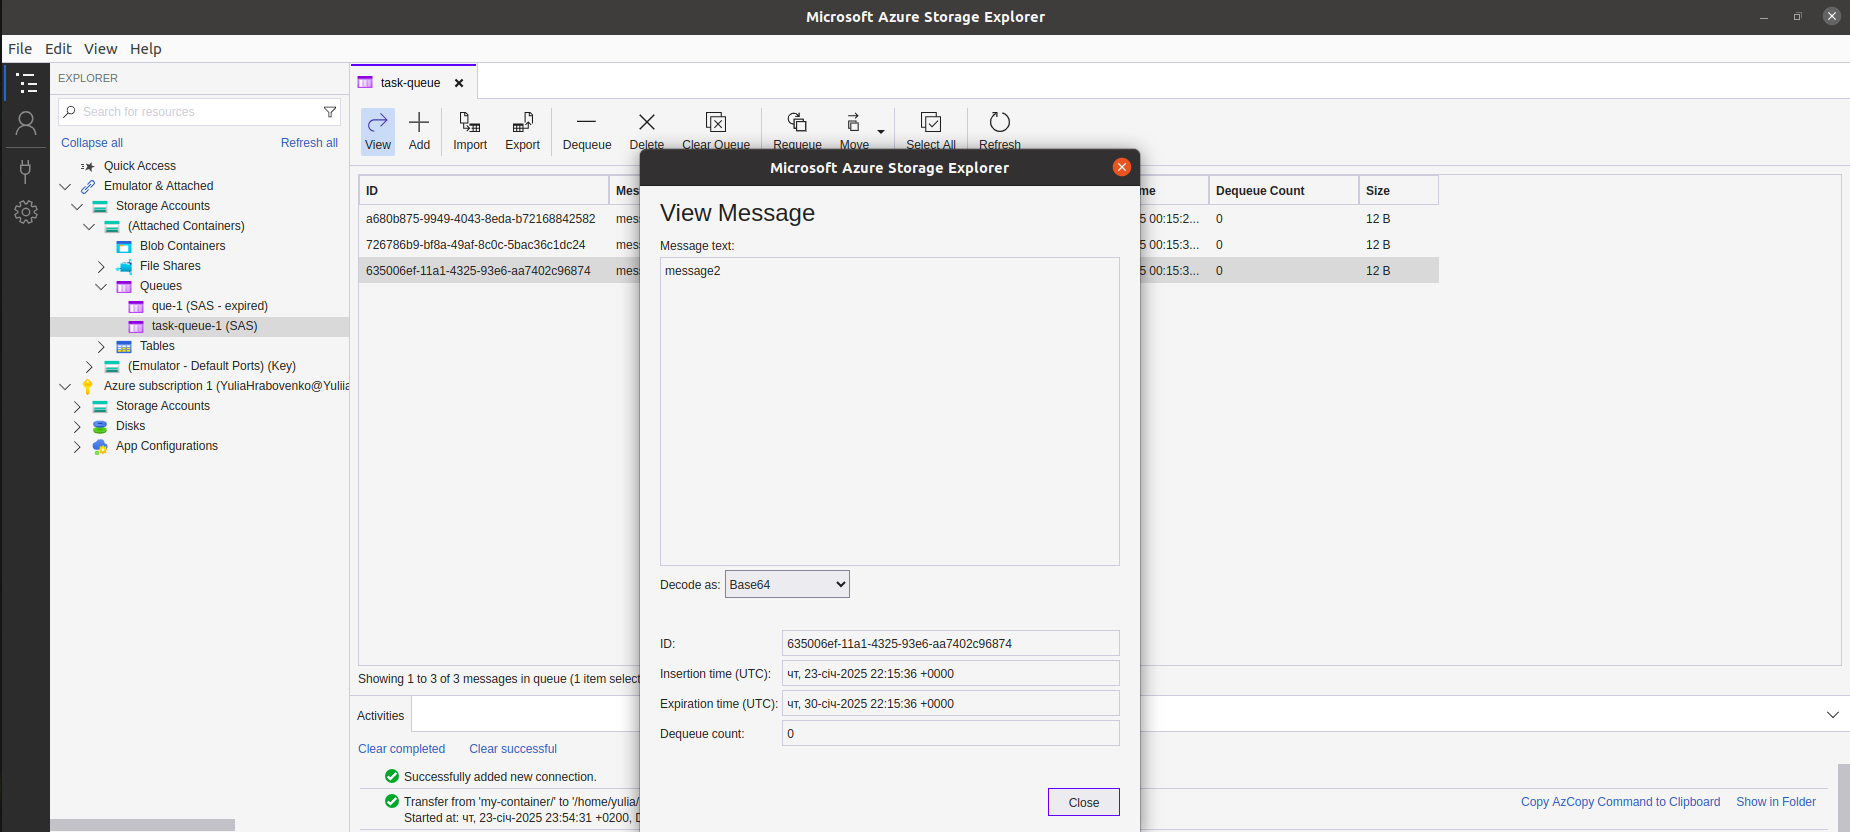 Microsoft Azure Storage Explorer
File Edit View Help
EXPLORER
Search for resources
Collapse all Refresh all
Quick Access
Emulator & Attached
Storage Accounts
(Attached Containers)
Blob Containers
File Shares
Queues
que-1 (SAS - expired)
task-queue-1 (SAS)
Tables
(Emulator - Default Ports) (Key)
Azure subscription 1 (YuliaHrabovenko@Yuliia
Storage Accounts
Disks
App Configurations
task-queue
View Add Import Export Dequeue Delete Clear Queue Requeue Move Select All Refresh
ID Mes me Dequeue Count Size
a680b875-9949-4043-8eda-b72168842582 mes 5 00:15:2... 0 12 B
726786b9-bf8a-49af-8c0c-5bac36c1dc24 mes 5 00:15:3... 0 12 B
635006ef-11a1-4325-93e6-aa7402c96874 mes 5 00:15:3... 0 12 B
Showing 1 to 3 of 3 messages in queue (1 item select
Microsoft Azure Storage Explorer
View Message
Message text:
message2
Decode as: Base64
ID: 635006ef-11a1-4325-93e6-aa7402c96874
Insertion time (UTC): чт, 23-січ-2025 22:15:36 +0000
Expiration time (UTC): чт, 30-січ-2025 22:15:36 +0000
Dequeue count: 0
Close
Activities
Clear completed Clear successful
Successfully added new connection.
Transfer from 'my-container/' to '/home/yulia/
Started at: чт, 23-січ-2025 23:54:31 +0200, D
Copy AzCopy Command to Clipboard Show in Folder